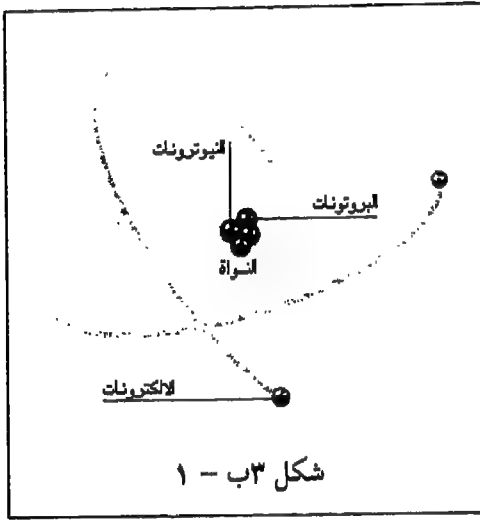 النيوترونات
البروتونات
النواة
الالكترونات
شكل ٣ب – ١